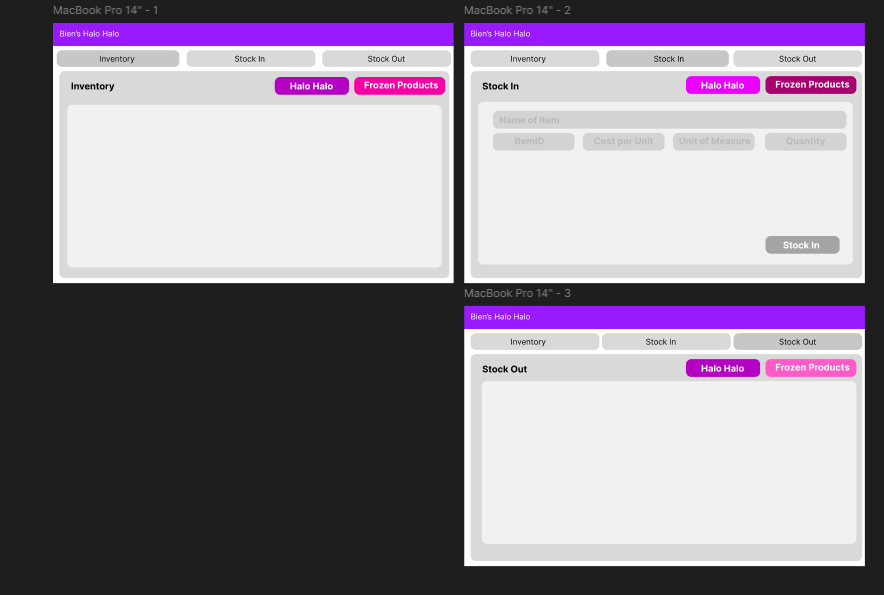 MacBook Pro 14" - 1
Bien's Halo Halo
Inventory
Stock In
Stock Out
Inventory
Halo Halo
Frozen Products
MacBook Pro 14" - 2
Bien's Halo Halo
Inventory
Stock In
Stock Out
Stock In
Halo Halo
Frozen Products
Name of Item
ItemID
Cost per Unit
Unit of Measure
Quantity
Stock In
MacBook Pro 14" - 3
Bien's Halo Halo
Inventory
Stock In
Stock Out
Stock Out
Halo Halo
Frozen Products